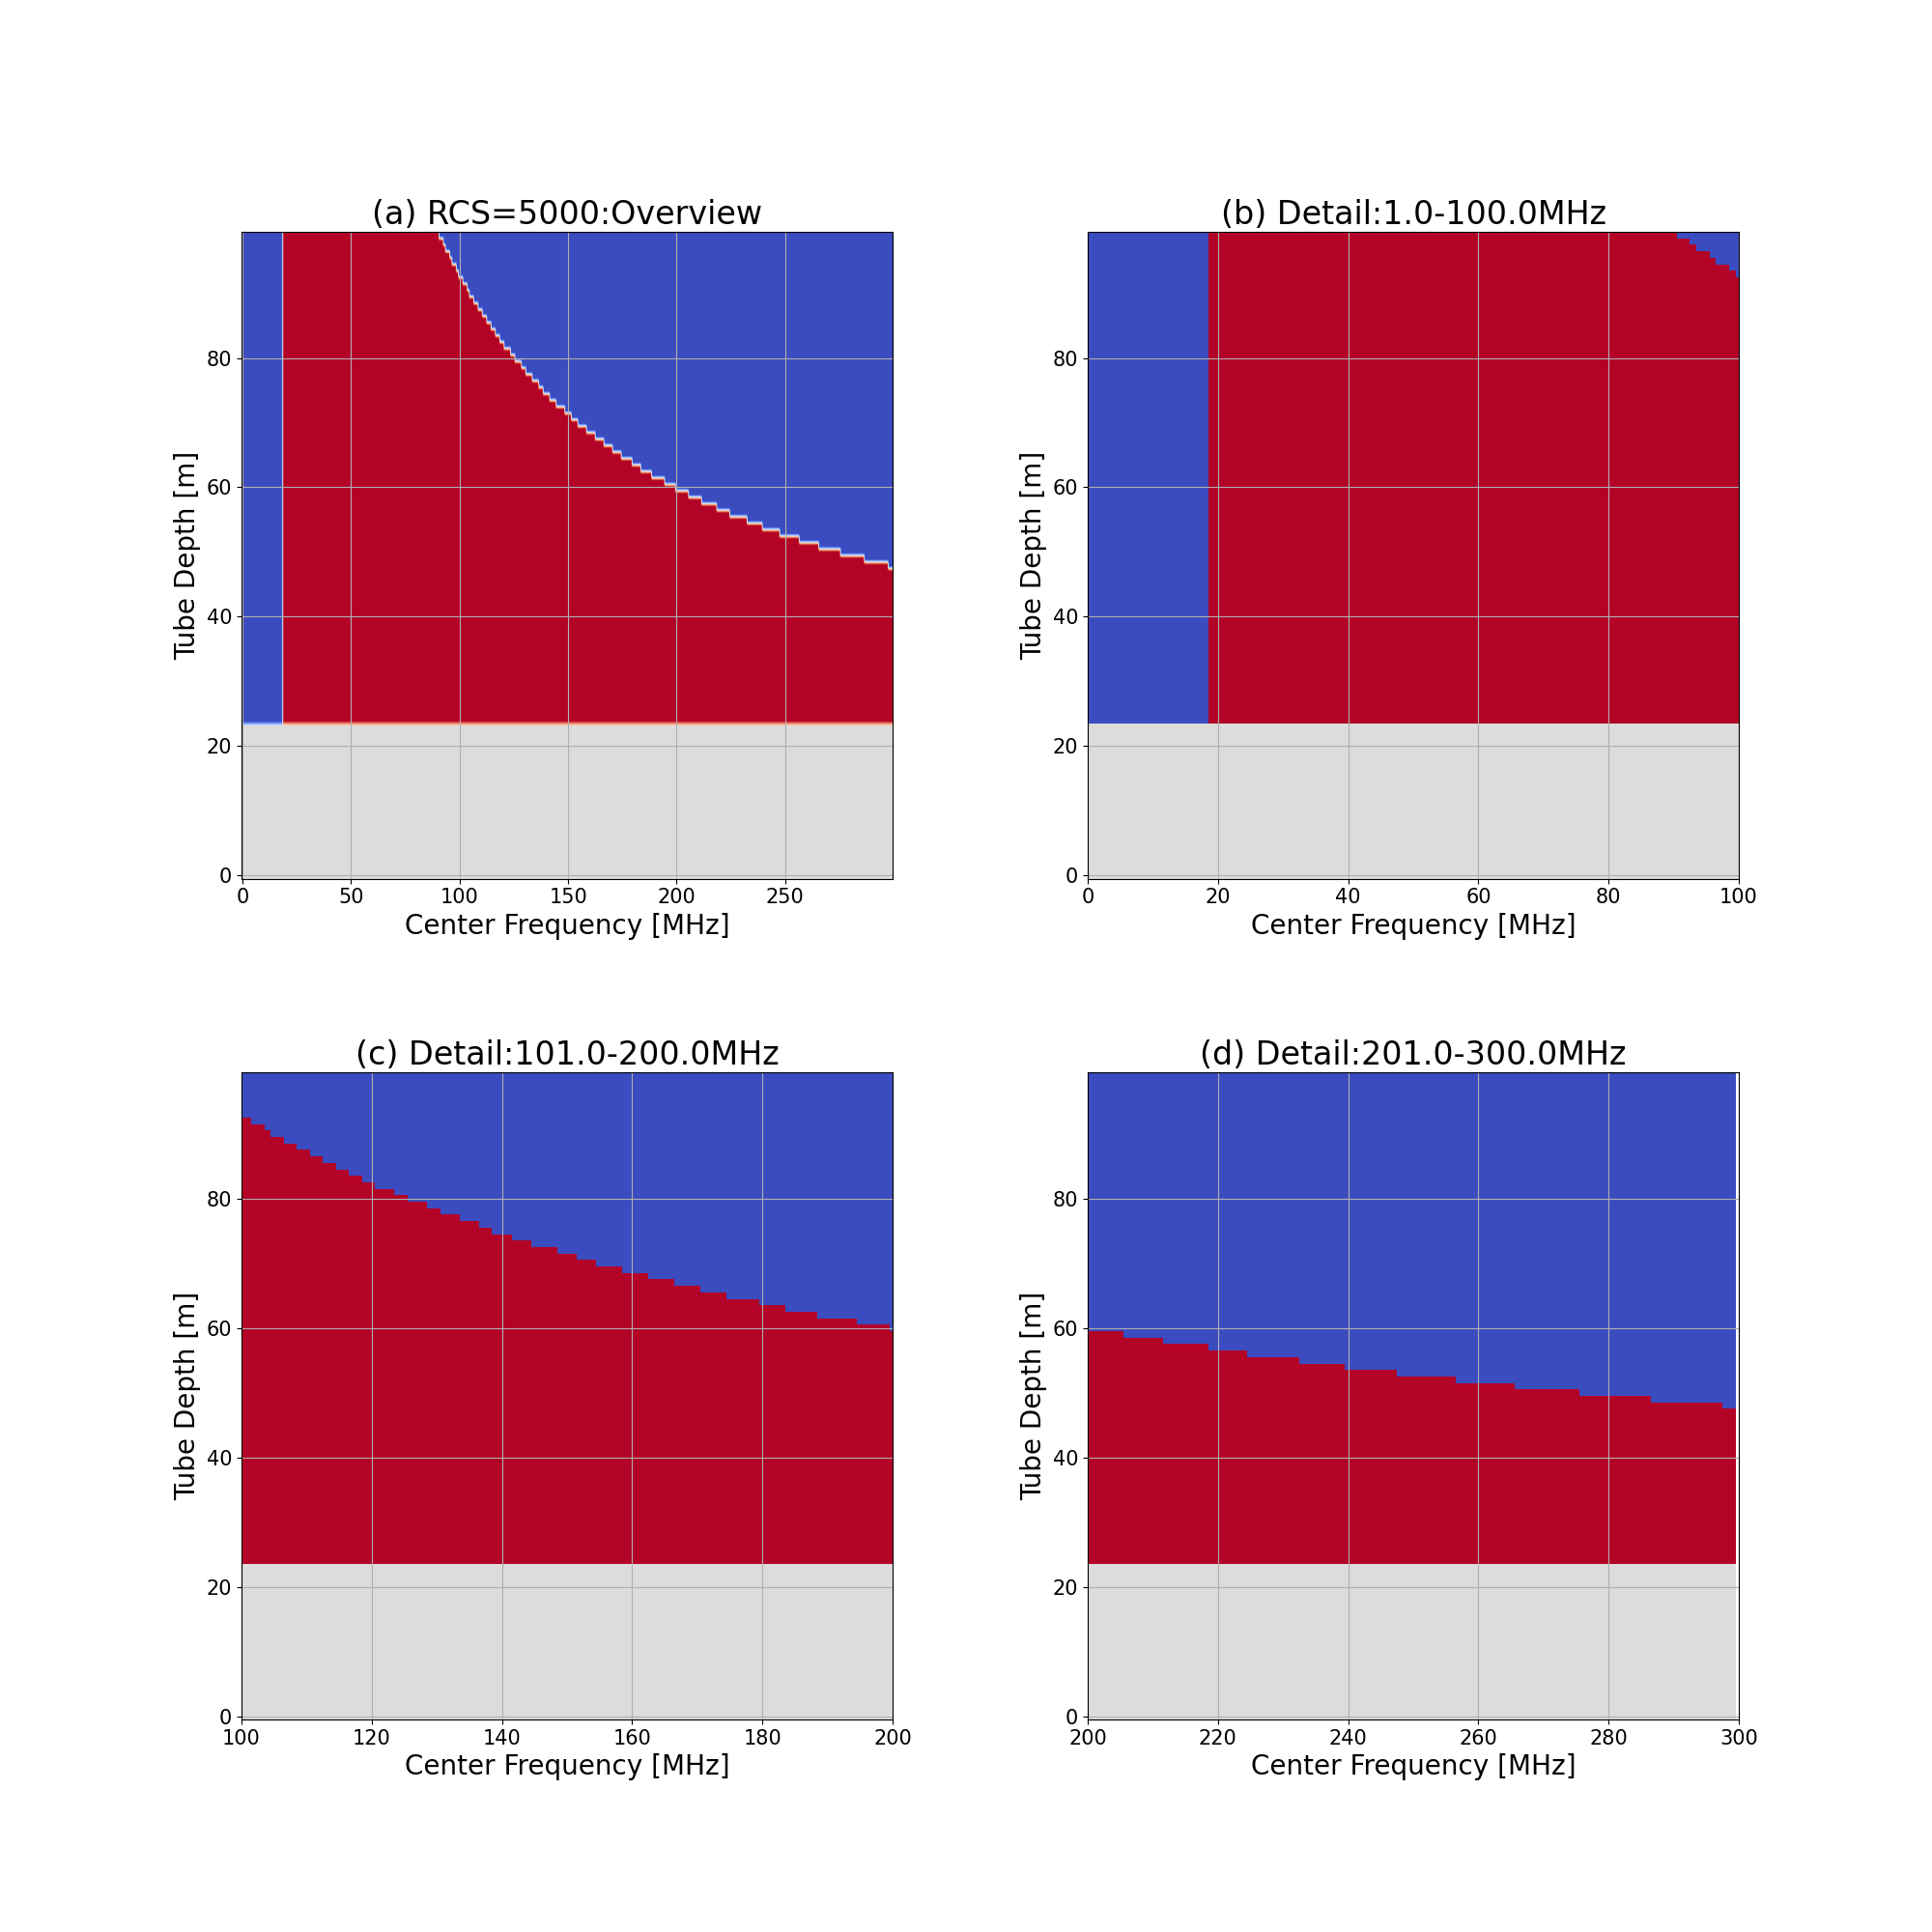 (a) RCS=5000:Overview
Tube Depth [m]
80
60
40
20
0
0 50 100 150 200 250
Center Frequency [MHz]
(b) Detail:1.0-100.0MHz
Tube Depth [m]
80
60
40
20
0
0 20 40 60 80 100
Center Frequency [MHz]
(c) Detail:101.0-200.0MHz
Tube Depth [m]
80
60
40
20
0
100 120 140 160 180 200
Center Frequency [MHz]
(d) Detail:201.0-300.0MHz
Tube Depth [m]
80
60
40
20
0
200 220 240 260 280 300
Center Frequency [MHz]